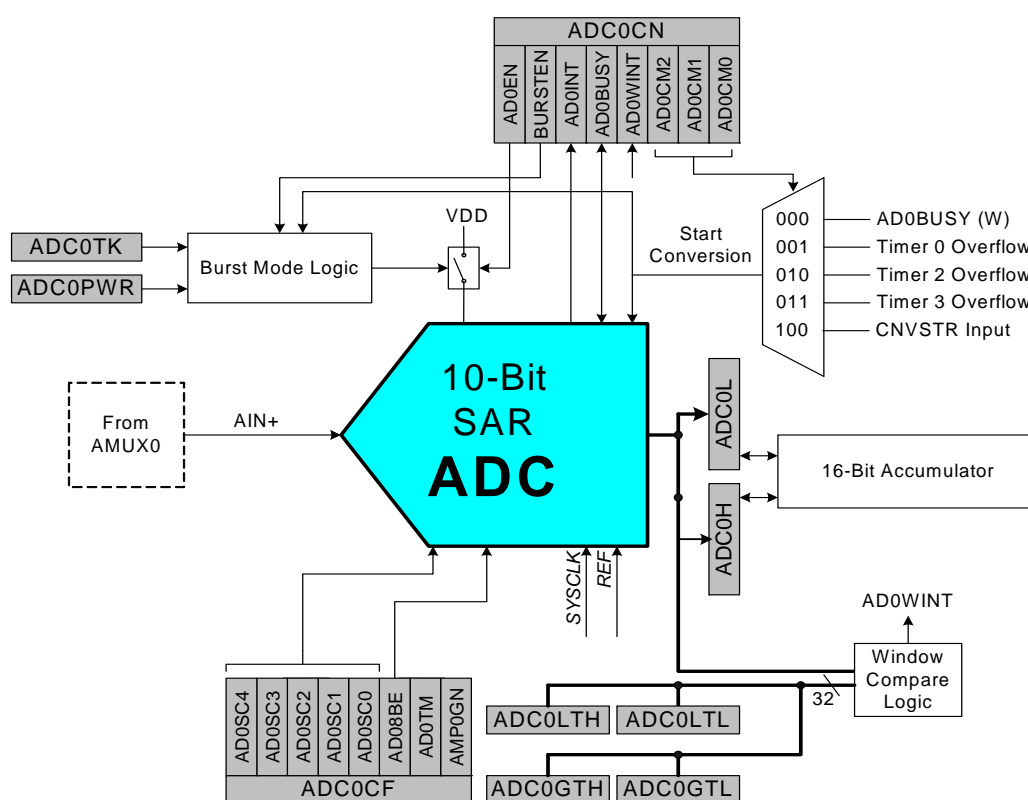 ADC0CN
AD0EN
BURSTEN
AD0INT
AD0BUSY
AD0WINT
AD0CM2
AD0CM1
AD0CM0
VDD
Start
Conversion
000
001
010
011
100
AD0BUSY (W)
Timer 0 Overflow
Timer 2 Overflow
Timer 3 Overflow
CNVSTR Input
ADC0TK
ADC0PWR
Burst Mode Logic
From
AMUX0
AIN+
10-Bit
SAR
ADC
ADC0L
ADC0H
16-Bit Accumulator
SYSCLK
REF
AD0WINT
Window
Compare
Logic
32
AD0SC4
AD0SC3
AD0SC2
AD0SC1
AD0SC0
AD08BE
AD0TM
AMP0GN
ADC0CF
ADC0LTH
ADC0LTL
ADC0GTH
ADC0GTL